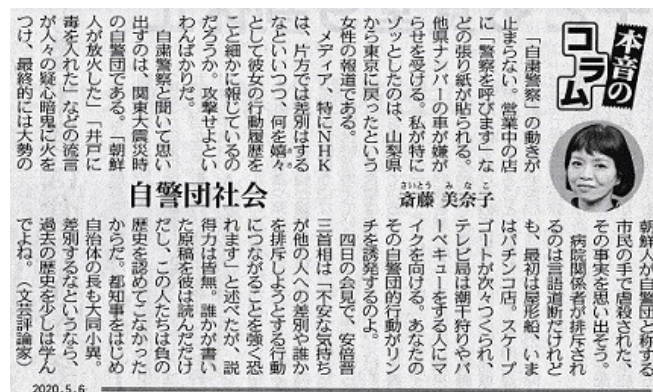 本音の
コラム
斎藤 美奈子
さいとう みなこ
自警団社会
「自粛警察」の動きが
止まらない。営業中の店
に「警察を呼びます」な
どの張り紙が貼られる。
他県ナンバーの車が嫌が
らせを受ける。私が特に
ゾッとしたのは、山梨県
から東京に戻ったという
女性の報道である。
メディア、特にNHK
は、片方では差別はする
なといいつつ、何を嬉々
として彼女の行動履歴を
こと細かに報じているの
だろうか。攻撃せよとい
わんばかりだ。
自粛警察と聞いて思い
出すのは、関東大震災時
の自警団である。「朝鮮
人が放火した」「井戸に
毒を入れた」などの流言
が人々の疑心暗鬼に火を
つけ、最終的には大勢の
朝鮮人が自警団と称する
市民の手で虐殺された、
その事実を思い出そう。
病院関係者が排斥され
るのは言語道断だけれど
も、最初は屋形船、いま
はパチンコ店。スケープ
ゴートが次々つくられ、
テレビ局は潮干狩りやバ
ーベキューをする人にマ
イクを向ける。あなたの
その自警団的行動がリン
チを誘発するのよ。
四日の会見で、安倍晋
三首相は「不安な気持ち
が他の人への差別や誰か
を排斥しようとする行動
につながることを強く恐
れます」と述べたが、説
得力は皆無。誰かが書い
た原稿を彼は読んだだけ
だし、この人たちは負の
歴史を認めてこなかった
からだ。都知事をはじめ
自治体の長も大同小異。
差別するなというなら、
過去の歴史を少しは学ん
でよね。（文芸評論家）
2020.5.6